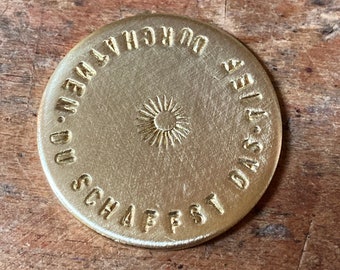 TIEF DURCHATMEN · DU SCHAFFST DAS ·